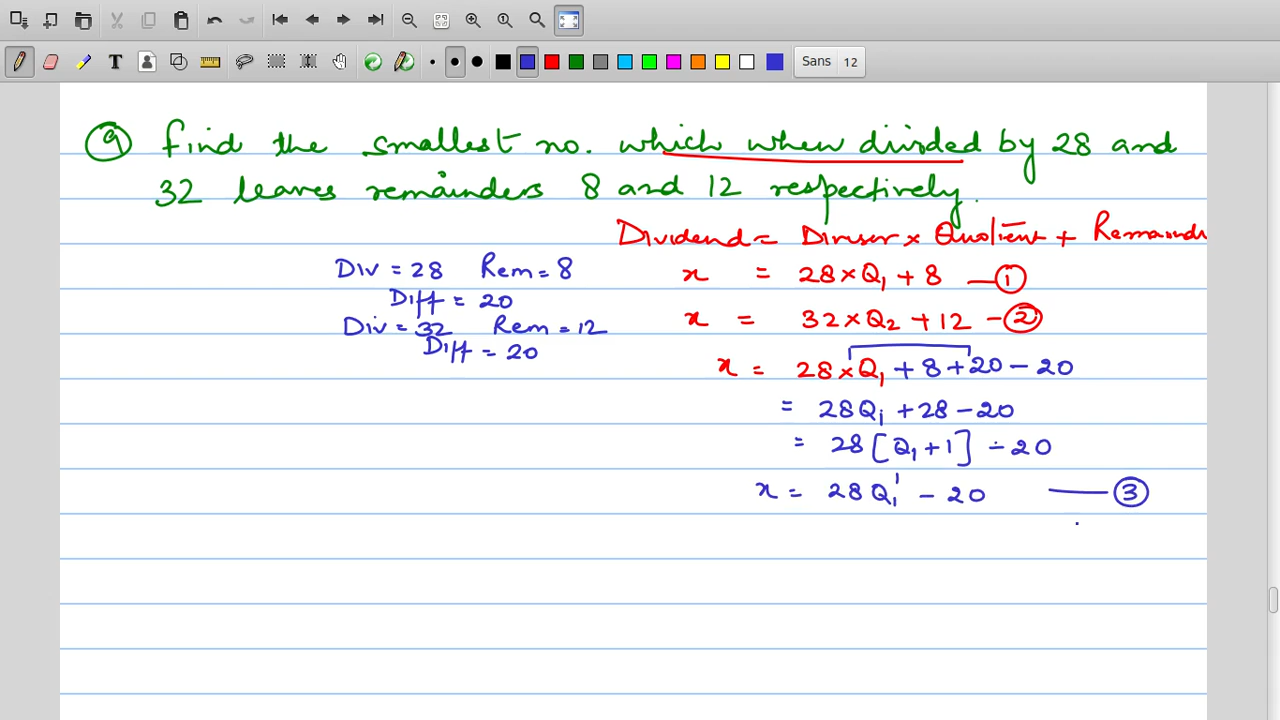 Sans 12
9 Find the smallest no. which when divided by 28 and
32 leaves remainders 8 and 12 respectively.
Dividend = Divisor × Quotient + Remainder
Div = 28 Rem = 8
Diff = 20
Div = 32 Rem = 12
Diff = 20
x = 28 × Q₁ + 8 — ①
x = 32 × Q₂ + 12 — ②
x = 28 × Q₁ + 8 + 20 - 20
= 28Q₁ + 28 - 20
= 28 [Q₁ + 1] - 20
x = 28 Q₁' - 20 — ③